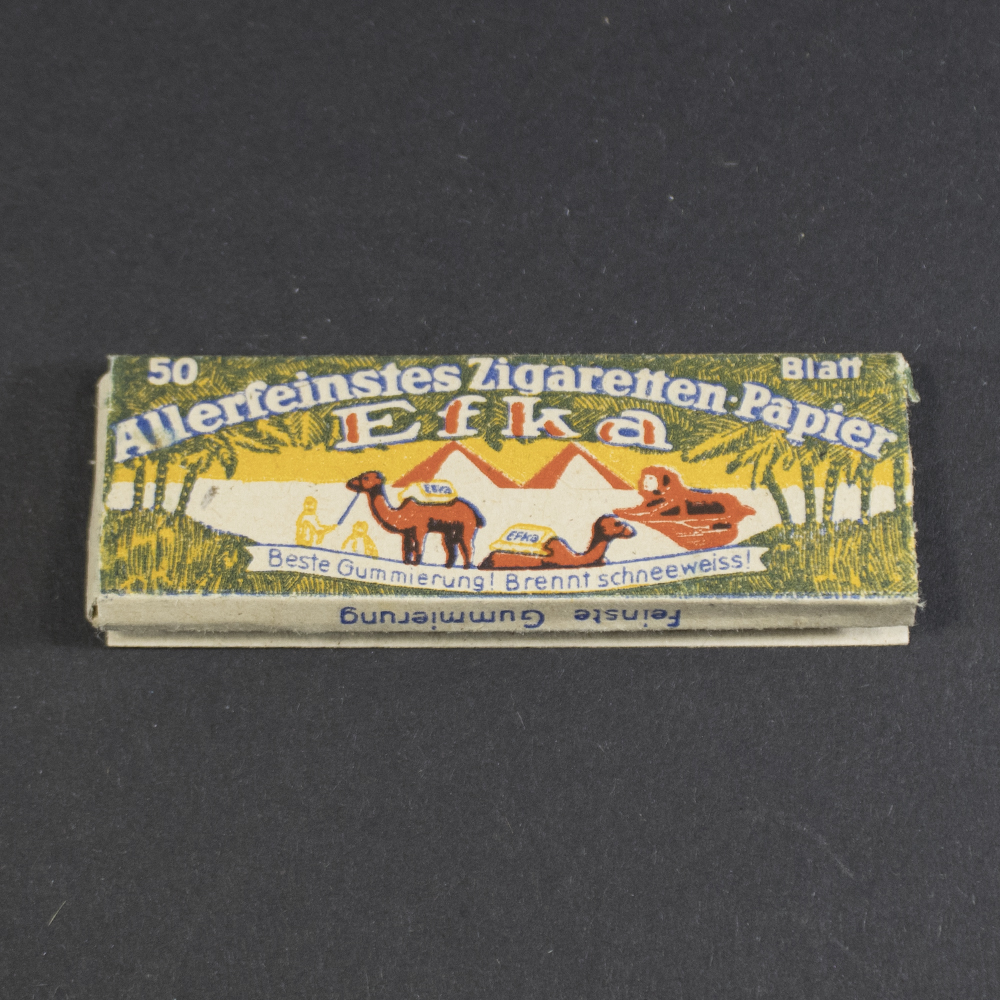 50 Blatt
Allerfeinstes Zigaretten-Papier
Efka
Efka
Efka
Beste Gummierung! Brennt schneeweiss!
feinste Gummierung